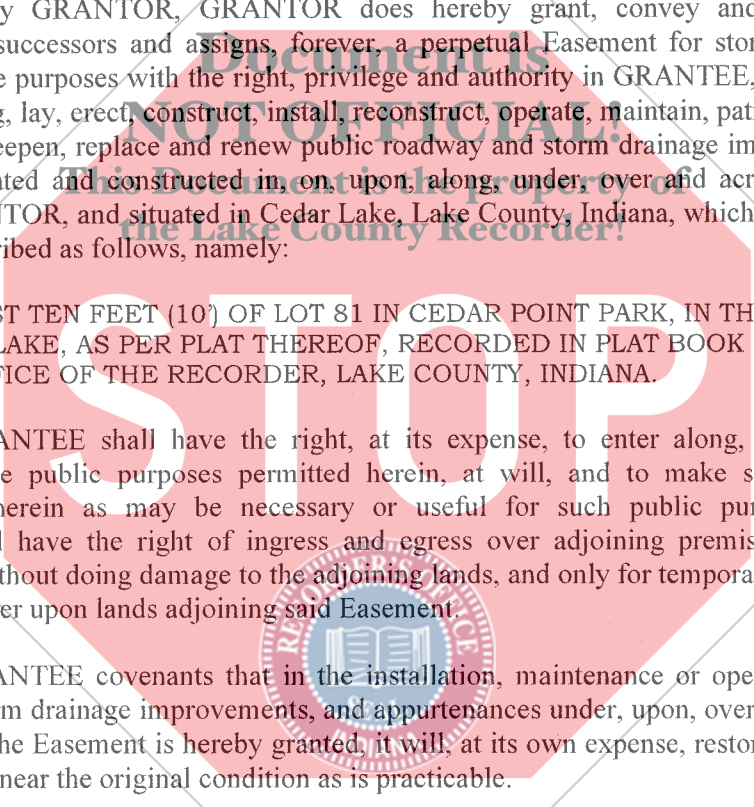 y GRANTOR, GRANTOR does hereby grant, convey and
successors and assigns, forever, a perpetual Easement for stor
e purposes with the right, privilege and authority in GRANTEE,
g, lay, erect, construct, install, reconstruct, operate, maintain, pat
eepen, replace and renew public roadway and storm drainage im
ated and constructed in, on, upon, along, under, over and acr
NTOR, and situated in Cedar Lake, Lake County, Indiana, which
ribed as follows, namely:
Document is
NOT OFFICIAL!
This Document is the property of
the Lake County Recorder!
ST TEN FEET (10') OF LOT 81 IN CEDAR POINT PARK, IN TH
LAKE, AS PER PLAT THEREOF, RECORDED IN PLAT BOOK
FICE OF THE RECORDER, LAKE COUNTY, INDIANA.
STOP
ANTEE shall have the right, at its expense, to enter along,
e public purposes permitted herein, at will, and to make s
herein as may be necessary or useful for such public pur
l have the right of ingress and egress over adjoining premis
ithout doing damage to the adjoining lands, and only for tempora
er upon lands adjoining said Easement.
RECORDER'S OFFICE
SEAL
INDIANA
ANTEE covenants that in the installation, maintenance or ope
rm drainage improvements, and appurtenances under, upon, over
he Easement is hereby granted, it will, at its own expense, restor
near the original condition as is practicable.